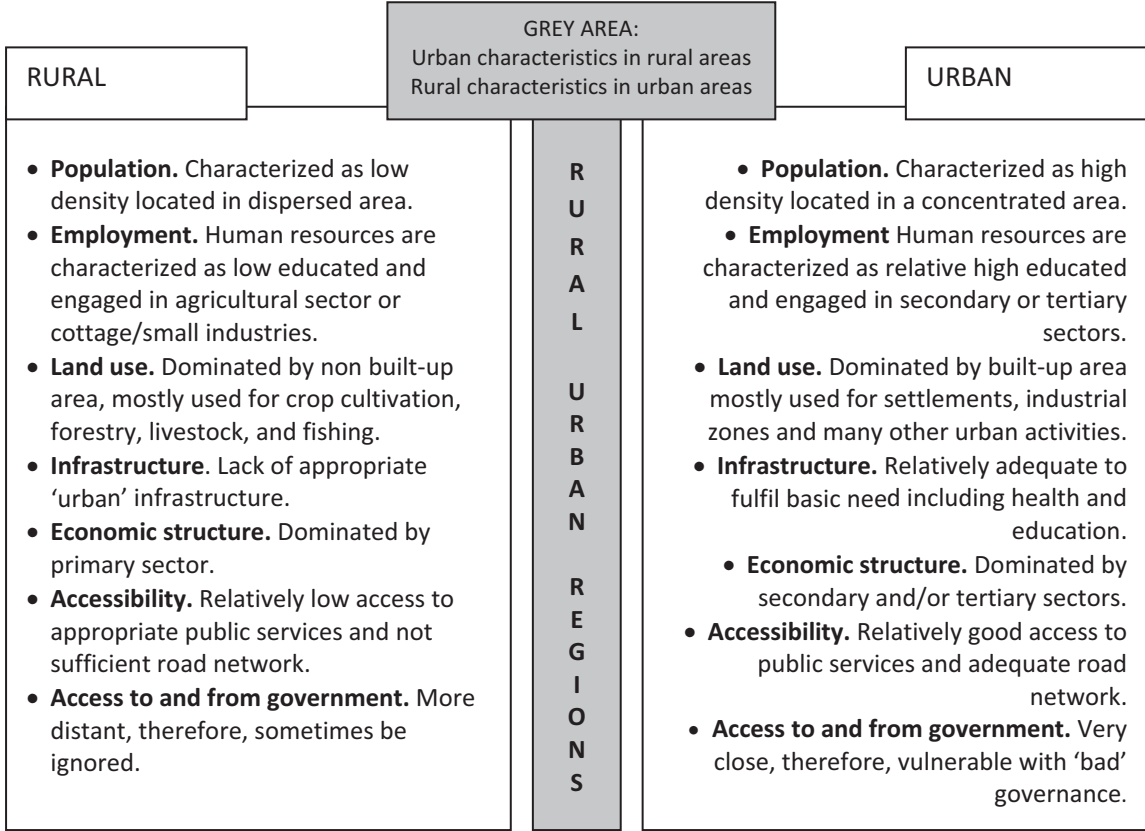 GREY AREA:
Urban characteristics in rural areas
Rural characteristics in urban areas
RURAL
• Population. Characterized as low
density located in dispersed area.
• Employment. Human resources are
characterized as low educated and
engaged in agricultural sector or
cottage/small industries.
• Land use. Dominated by non built-up
area, mostly used for crop cultivation,
forestry, livestock, and fishing.
• Infrastructure. Lack of appropriate
‘urban’ infrastructure.
• Economic structure. Dominated by
primary sector.
• Accessibility. Relatively low access to
appropriate public services and not
sufficient road network.
• Access to and from government. More
distant, therefore, sometimes be
ignored.
RURAL URBAN REGIONS
URBAN
• Population. Characterized as high
density located in a concentrated area.
• Employment Human resources are
characterized as relative high educated
and engaged in secondary or tertiary
sectors.
• Land use. Dominated by built-up area
mostly used for settlements, industrial
zones and many other urban activities.
• Infrastructure. Relatively adequate to
fulfil basic need including health and
education.
• Economic structure. Dominated by
secondary and/or tertiary sectors.
• Accessibility. Relatively good access to
public services and adequate road
network.
• Access to and from government. Very
close, therefore, vulnerable with ‘bad’
governance.